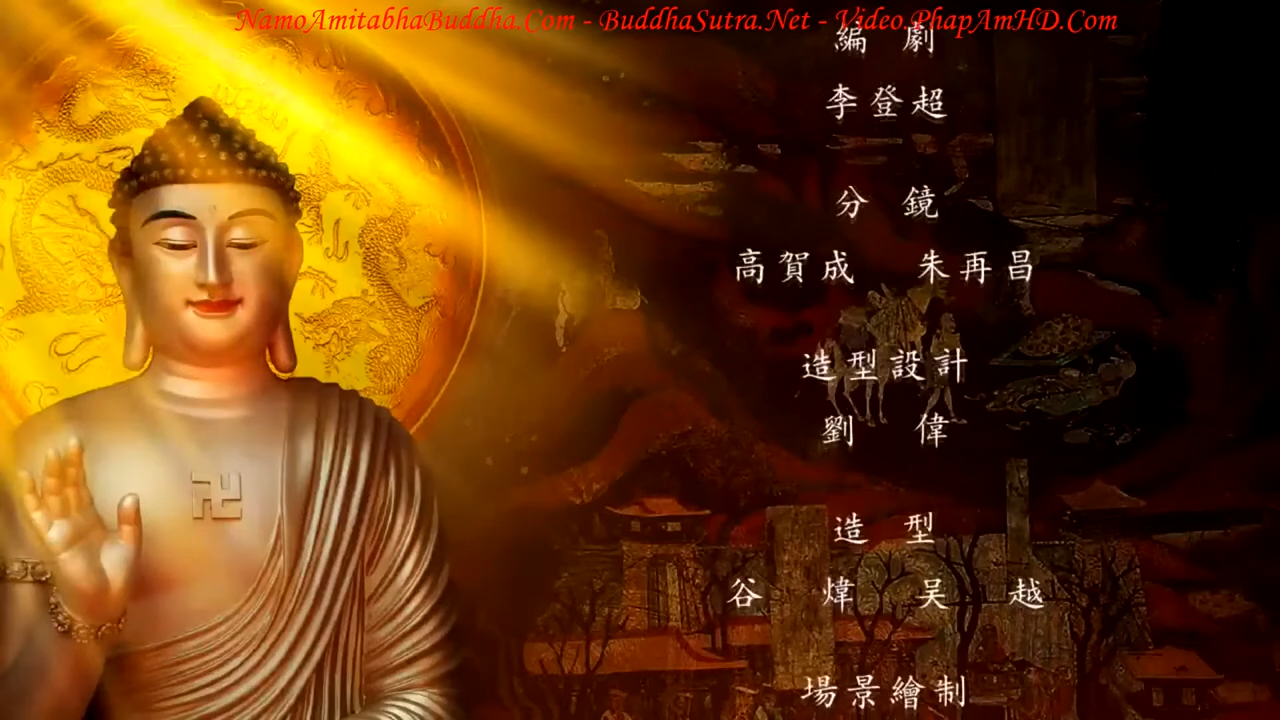 NamoAmitabhaBuddha.Com - BuddhaSutra.Net - Video.PhapAmHD.Com
編 劇
李登超
分 鏡
高賀成 朱再昌
造型設計
劉 偉
造 型
谷 煒 吴 越
場景繪制